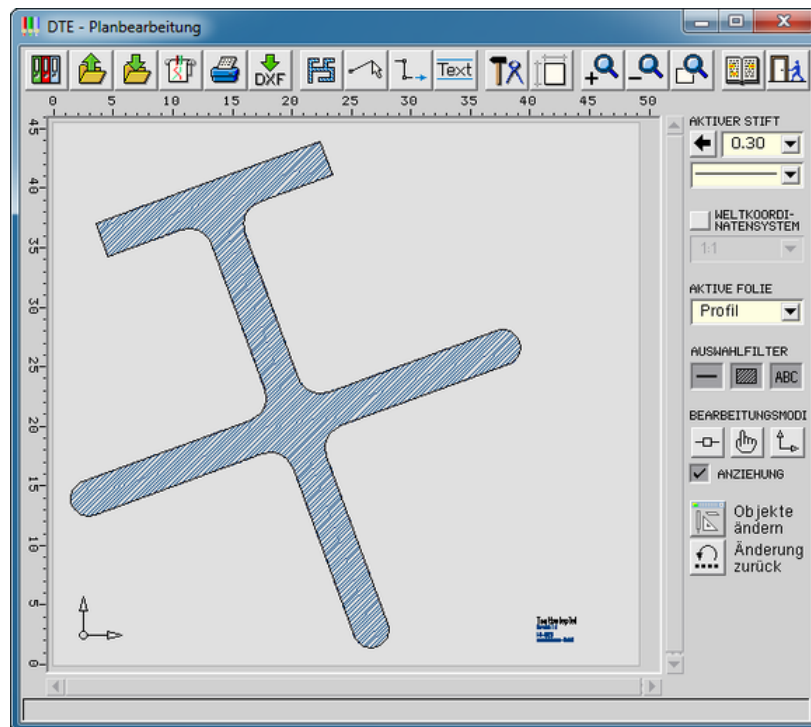 DTE - Planbearbeitung
DXF
Text
0 5 10 15 20 25 30 35 40 45 50
45
40
35
30
25
20
15
10
5
0
AKTIVER STIFT
0.30
WELTKOORDI-
NATENSYSTEM
1:1
AKTIVE FOLIE
Profil
AUSWAHLFILTER
ABC
BEARBEITUNGSMODI
ANZIEHUNG
Objekte
ändern
Änderung
zurück